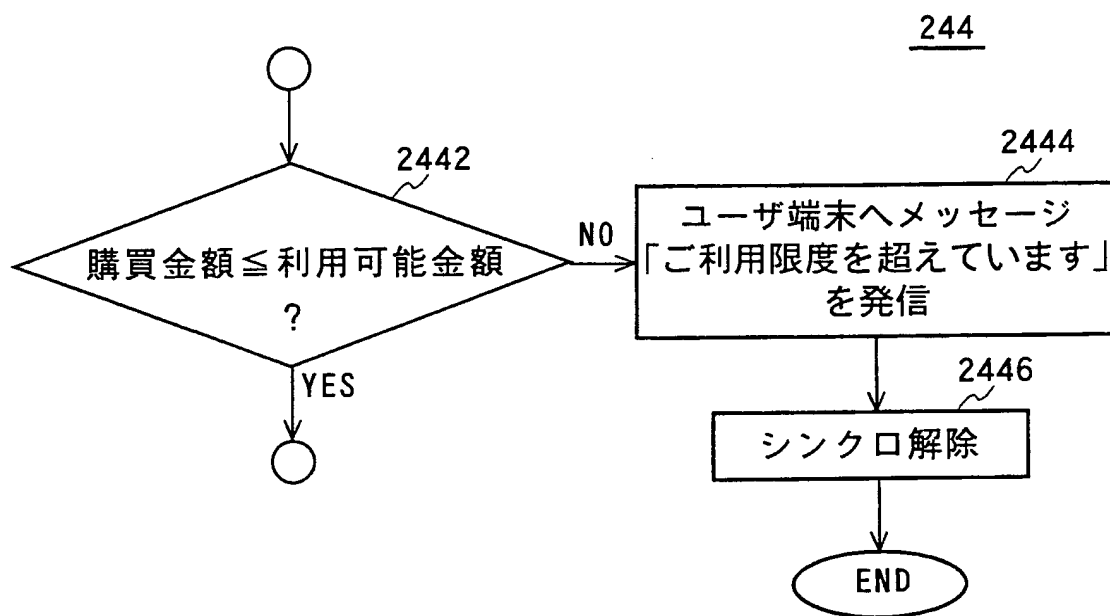 244
2442
購買金額≦利用可能金額
?
YES
NO
2444
ユーザ端末へメッセージ
「ご利用限度を超えています」
を発信
2446
シンクロ解除
END